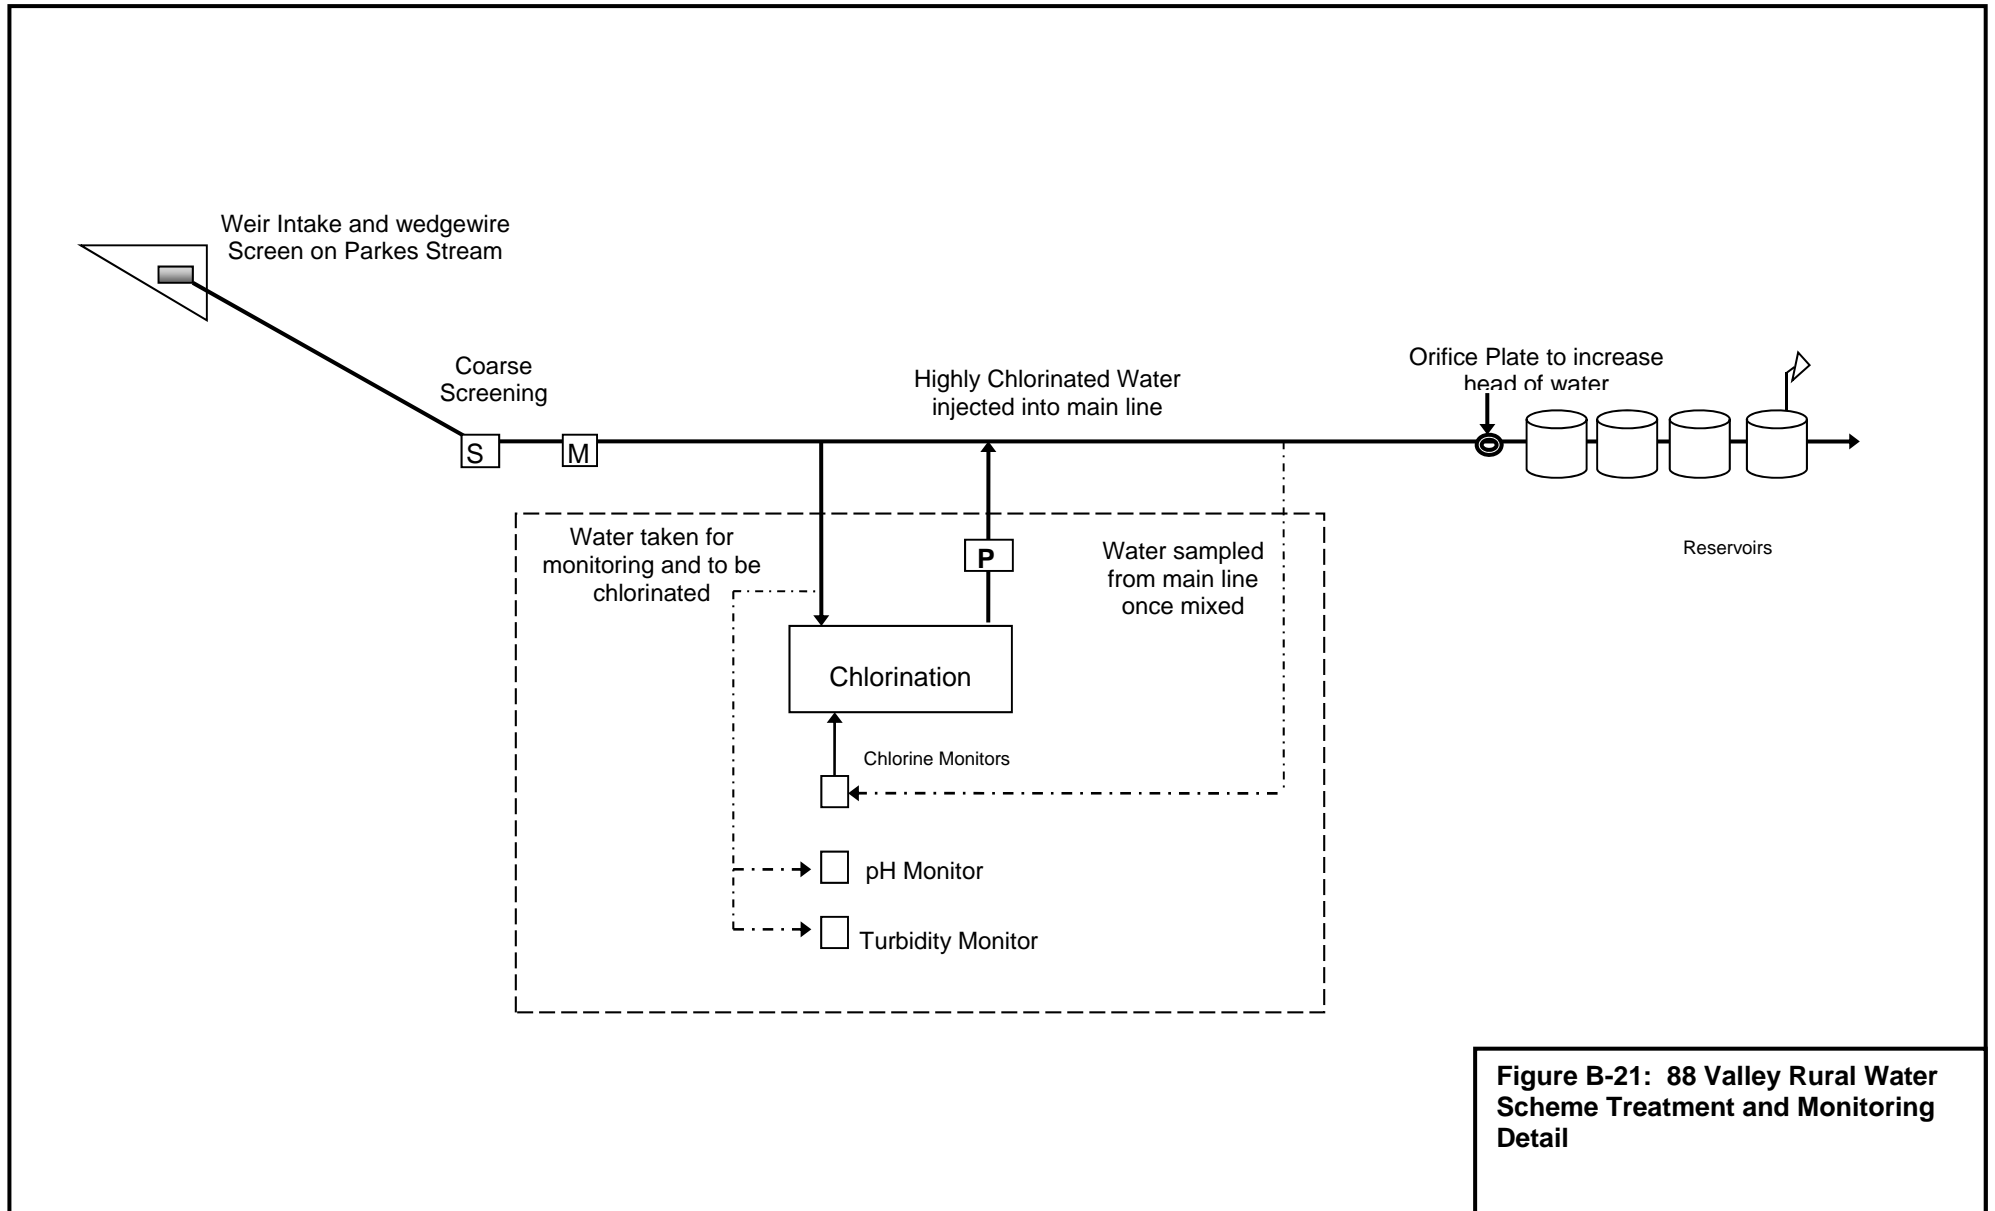 Weir Intake and wedgewire
Screen on Parkes Stream
Coarse
Screening
S
M
Highly Chlorinated Water
injected into main line
Orifice Plate to increase
head of water
Reservoirs
Water taken for
monitoring and to be
chlorinated
P
Water sampled
from main line
once mixed
Chlorination
Chlorine Monitors
pH Monitor
Turbidity Monitor
Figure B-21: 88 Valley Rural Water
Scheme Treatment and Monitoring
Detail